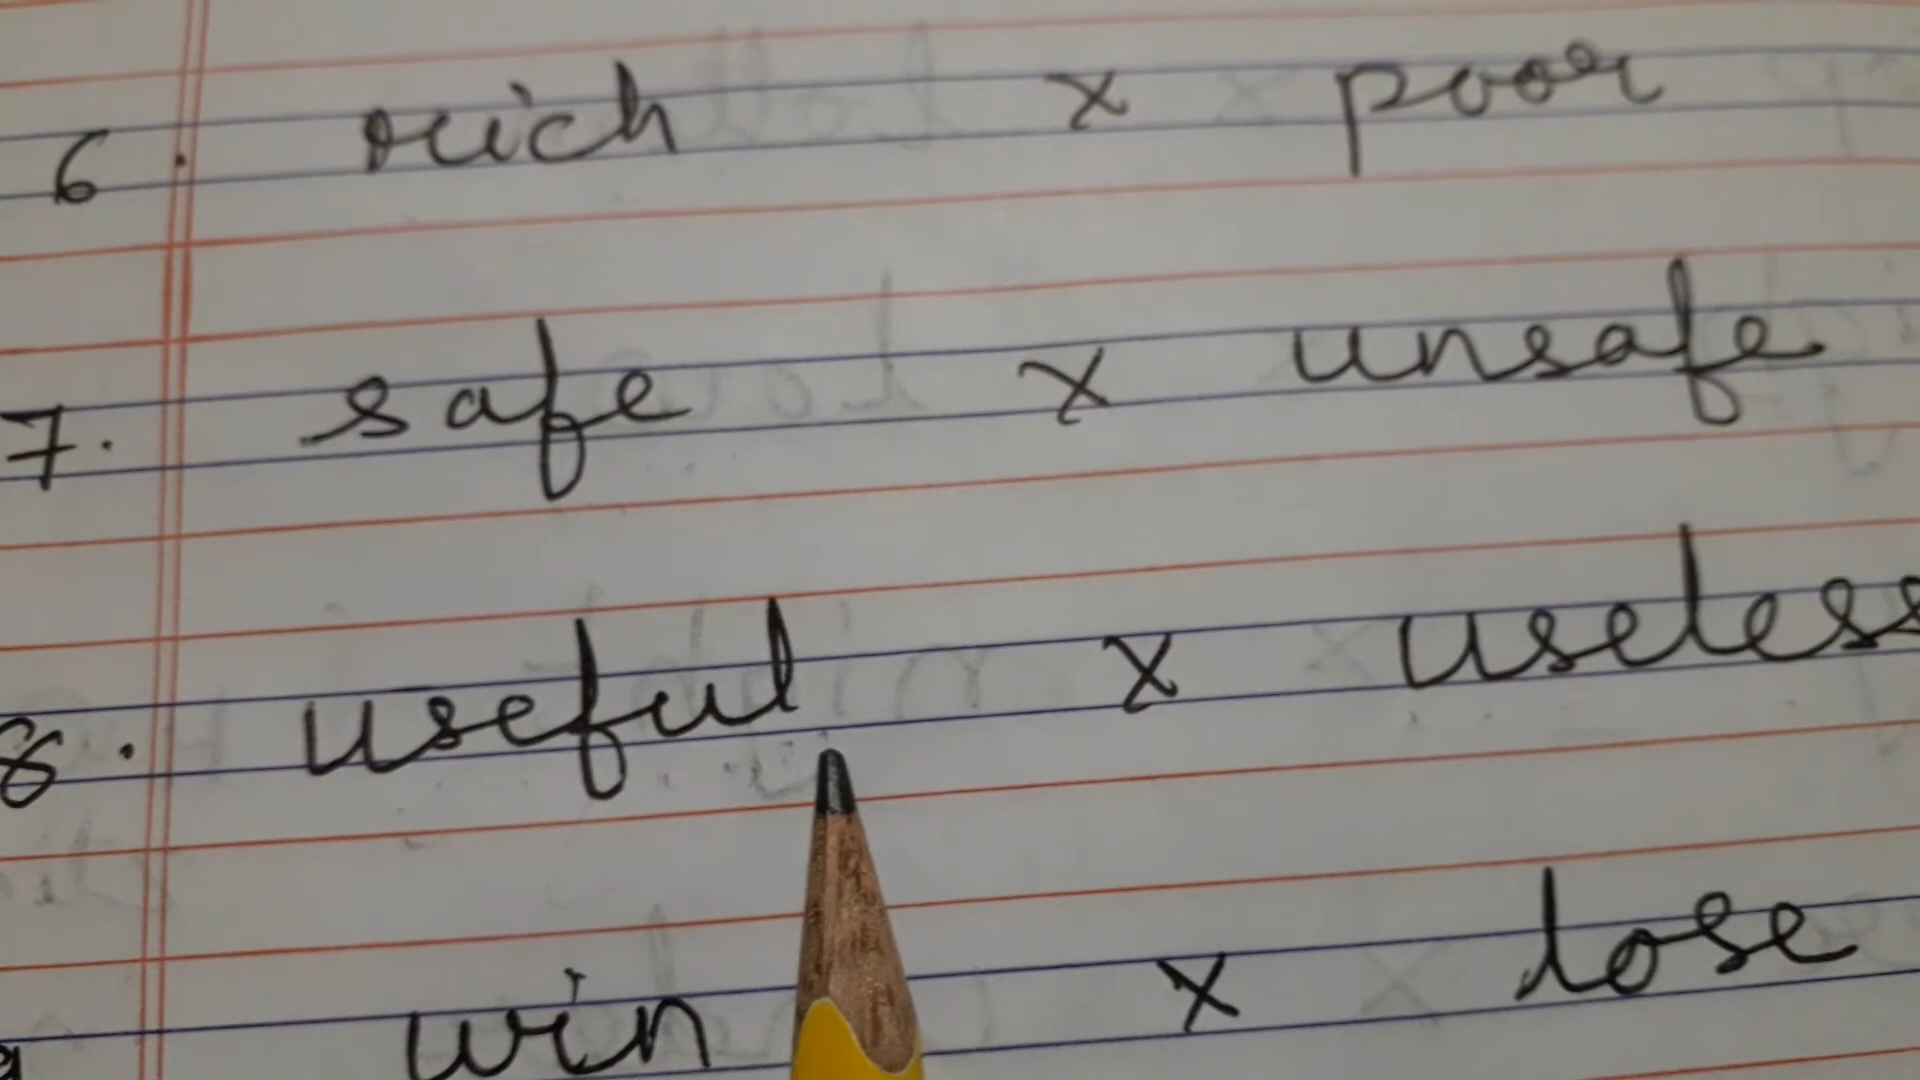 6. rich x poor
7. safe x unsafe
8. useful x useless
win x lose